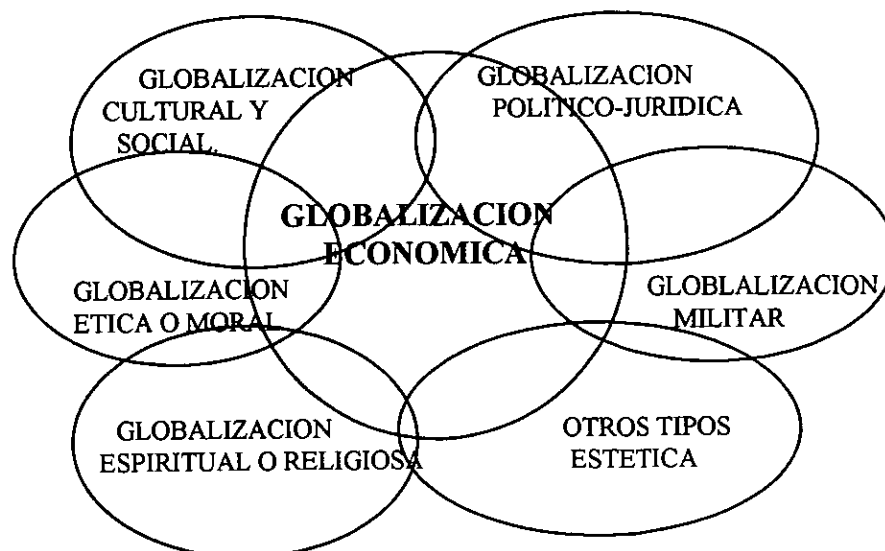 GLOBALIZACION
CULTURAL Y
SOCIAL.
GLOBALIZACION
POLITICO-JURIDICA
GLOBALIZACION
ECONOMICA
GLOBALIZACION
ETICA O MORAL
GLOBLALIZACION
MILITAR
GLOBALIZACION
ESPIRITUAL O RELIGIOSA
OTROS TIPOS
ESTETICA